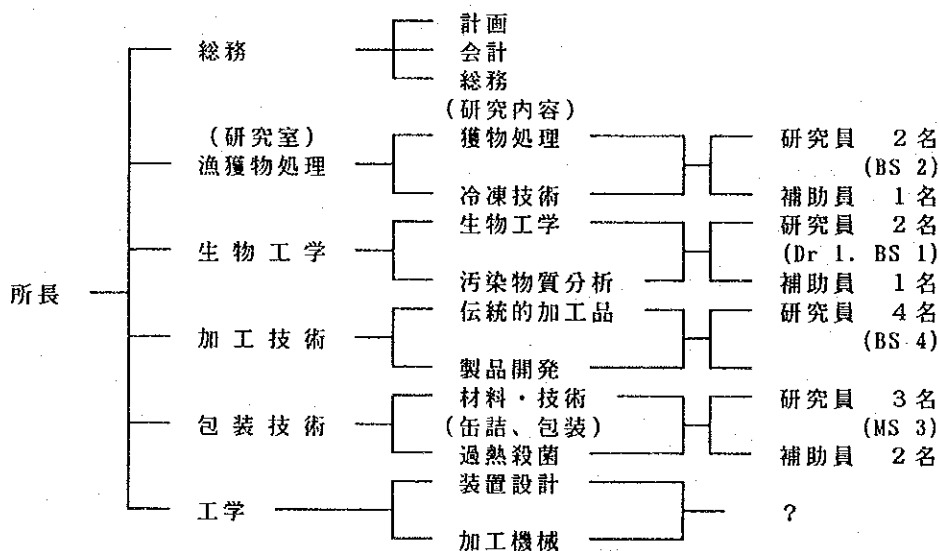 計画
総務 会計
総務
(研究内容)
(研究室) 獲物処理 研究員 2名
漁獲物処理 (BS 2)
冷凍技術 補助員 1名
生物工学 研究員 2名
生物工学 (Dr 1. BS 1)
汚染物質分析 補助員 1名
所長
伝統的加工品 研究員 4名
加工技術 (BS 4)
製品開発
材料・技術 研究員 3名
包装技術 (缶詰、包装) (MS 3)
過熱殺菌 補助員 2名
装置設計
工学 ?
加工機械